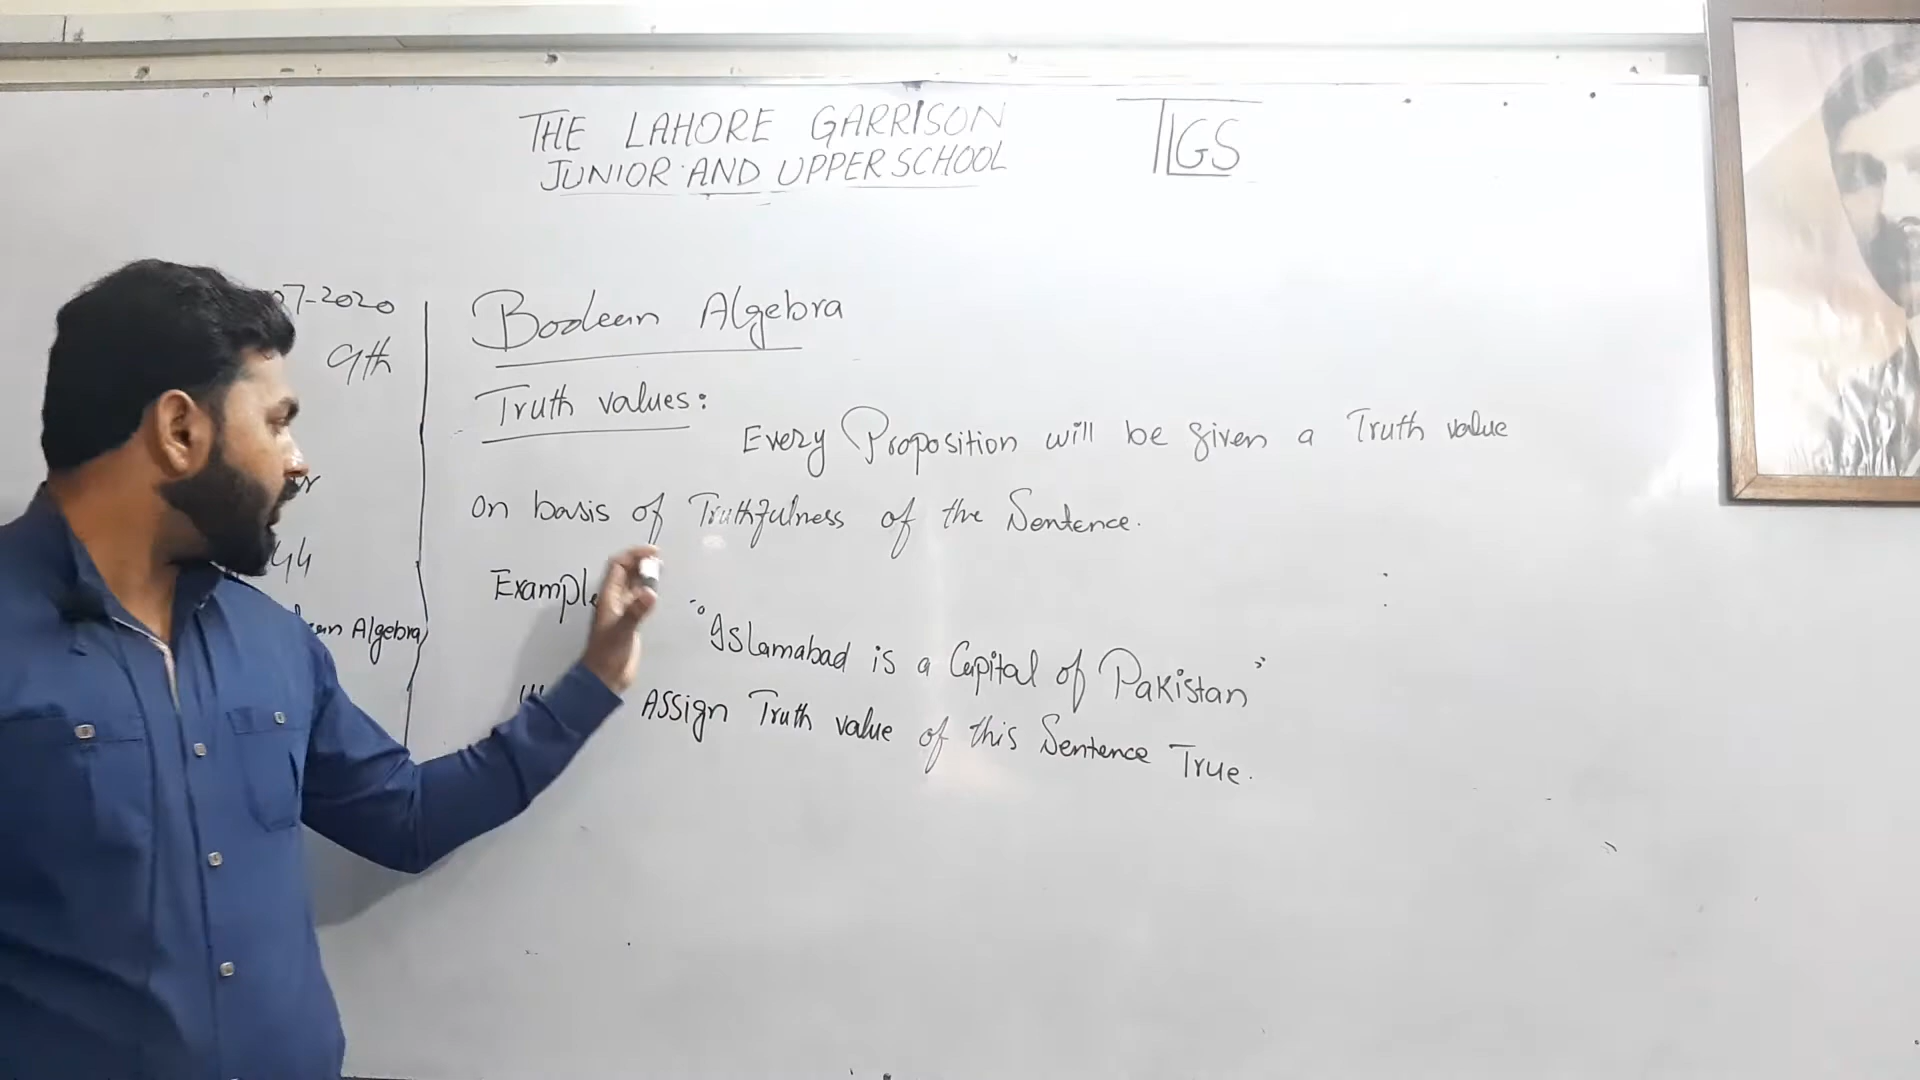 THE LAHORE GARRISON
JUNIOR AND UPPER SCHOOL
TLGS
07-2020
9th
44
Algebra
Boolean Algebra
Truth values:
Every Proposition will be given a Truth value
on basis of Truthfulness of the Sentence.
Example
"Islamabad is a Capital of Pakistan"
Assign Truth value of this Sentence True.